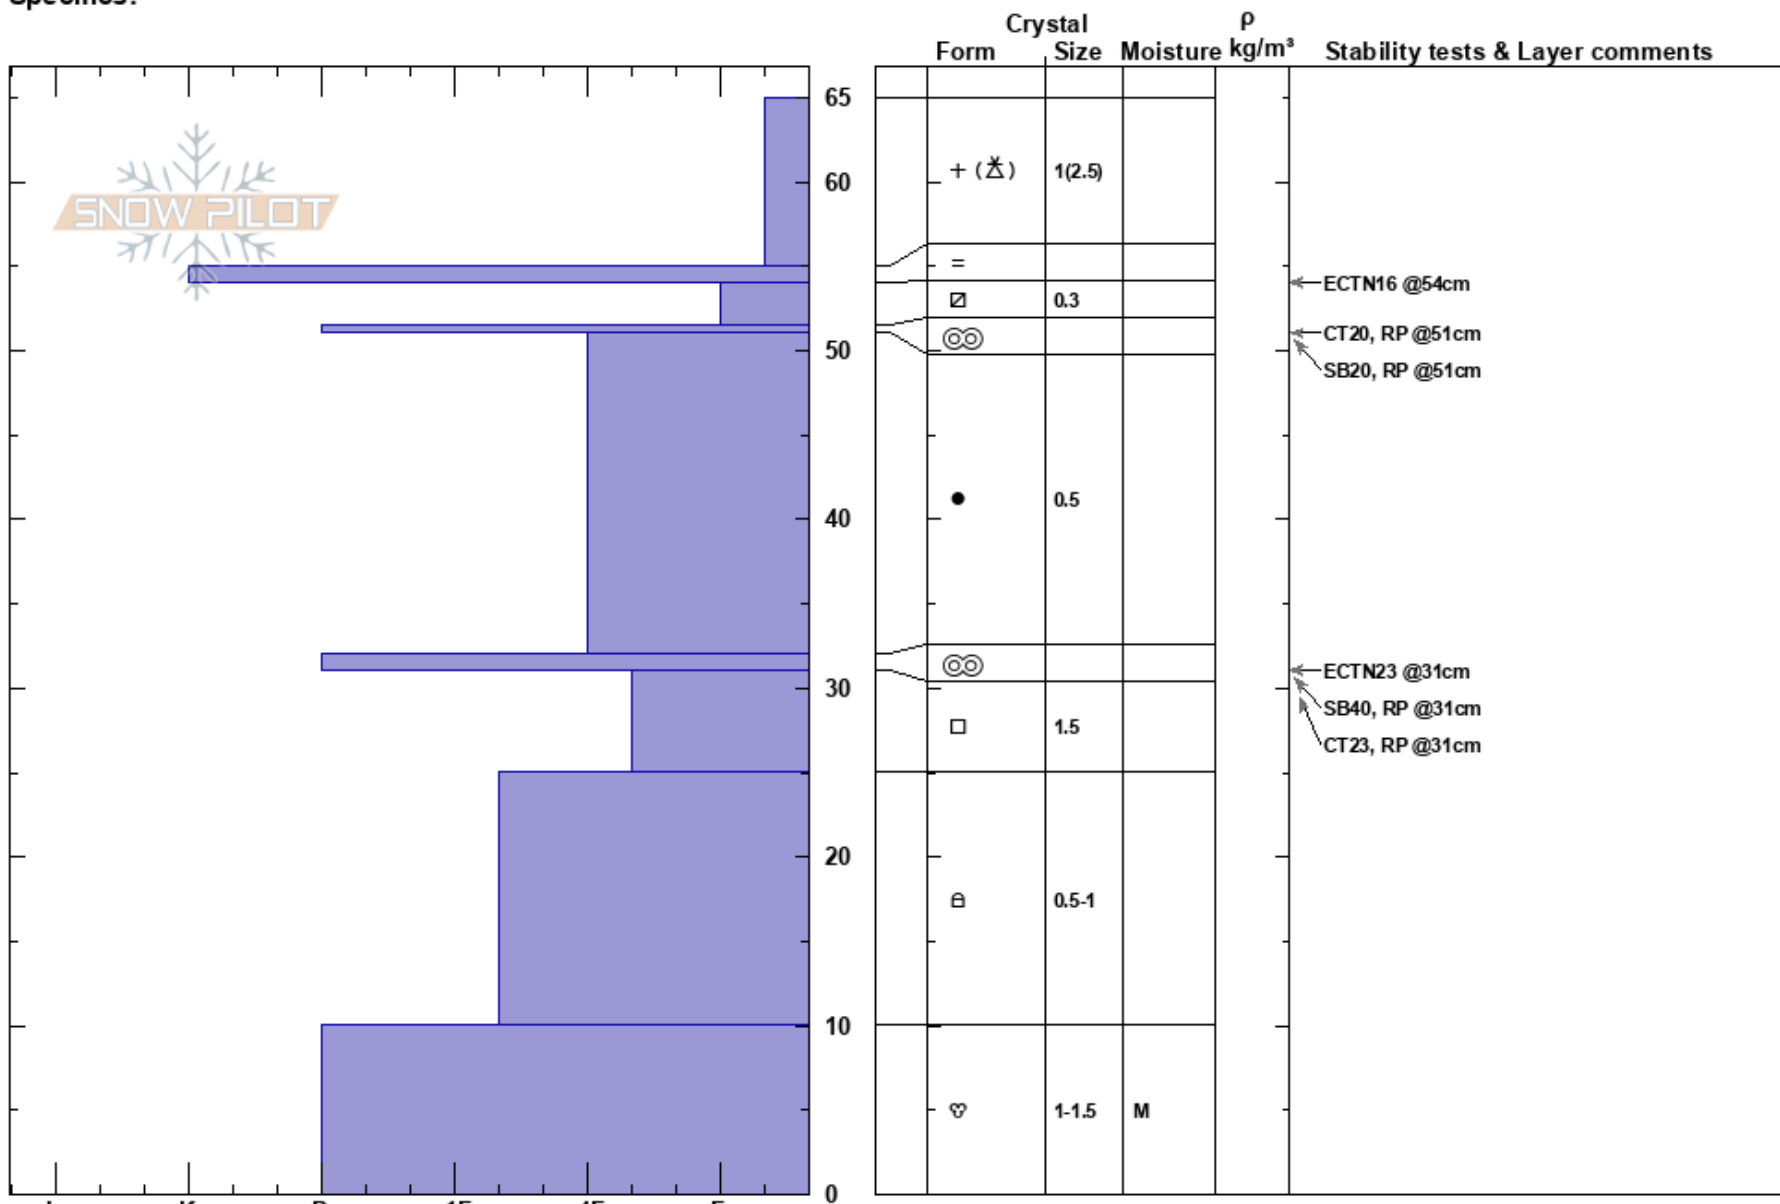 Crystal ρ
Form Size Moisture kg/m³ Stability tests & Layer comments
SNOW PILOT
65
+ ( ) 1(2.5)
60
=
ECTN16 @54cm
0.3
CT20, RP @51cm
50
SB20, RP @51cm
0.5
40
ECTN23 @31cm
30
SB40, RP @31cm
1.5
CT23, RP @31cm
20
0.5-1
10
1-1.5 M
0